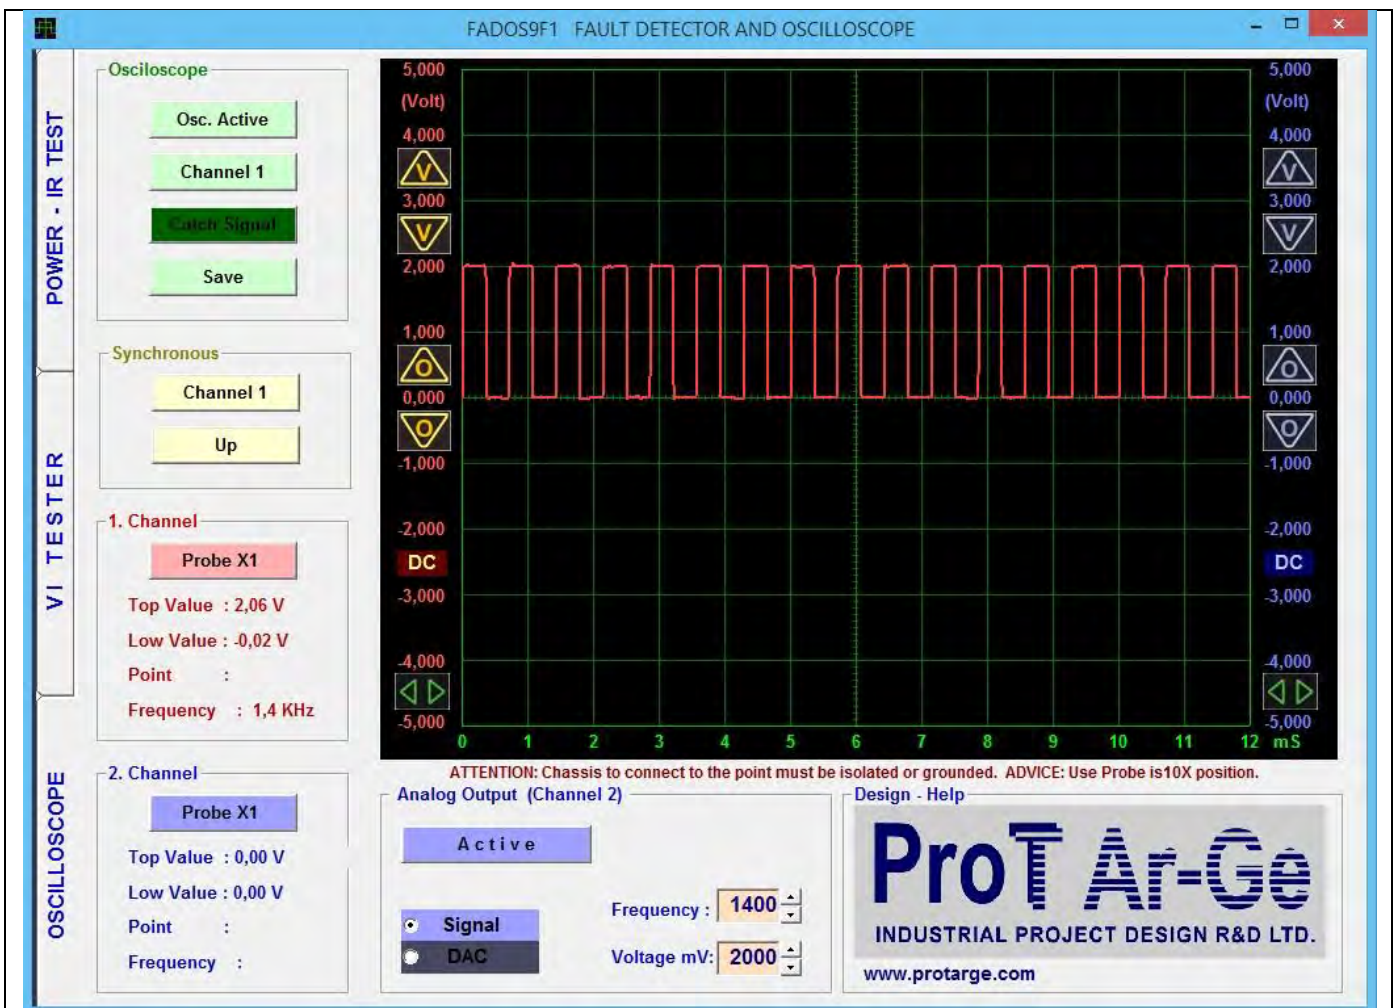 FADOS9F1 FAULT DETECTOR AND OSCILLOSCOPE
POWER - IR TEST
VI TESTER
OSCILLOSCOPE
Osciloscope
Osc. Active
Channel 1
Catch Signal
Save
Synchronous
Channel 1
Up
1. Channel
Probe X1
Top Value : 2,06 V
Low Value : -0,02 V
Point :
Frequency : 1,4 KHz
2. Channel
Probe X1
Top Value : 0,00 V
Low Value : 0,00 V
Point :
Frequency :
5,000
(Volt)
4,000
V
3,000
V
2,000
1,000
O
0,000
O
-1,000
-2,000
DC
-3,000
-4,000
-5,000
5,000
(Volt)
4,000
V
3,000
V
2,000
1,000
O
0,000
O
-1,000
-2,000
DC
-3,000
-4,000
-5,000
0 1 2 3 4 5 6 7 8 9 10 11 12 mS
ATTENTION: Chassis to connect to the point must be isolated or grounded. ADVICE: Use Probe is10X position.
Analog Output (Channel 2)
Active
Signal
DAC
Frequency : 1400
Voltage mV: 2000
Design - Help
ProT Ar-Ge
INDUSTRIAL PROJECT DESIGN R&D LTD.
www.protarge.com